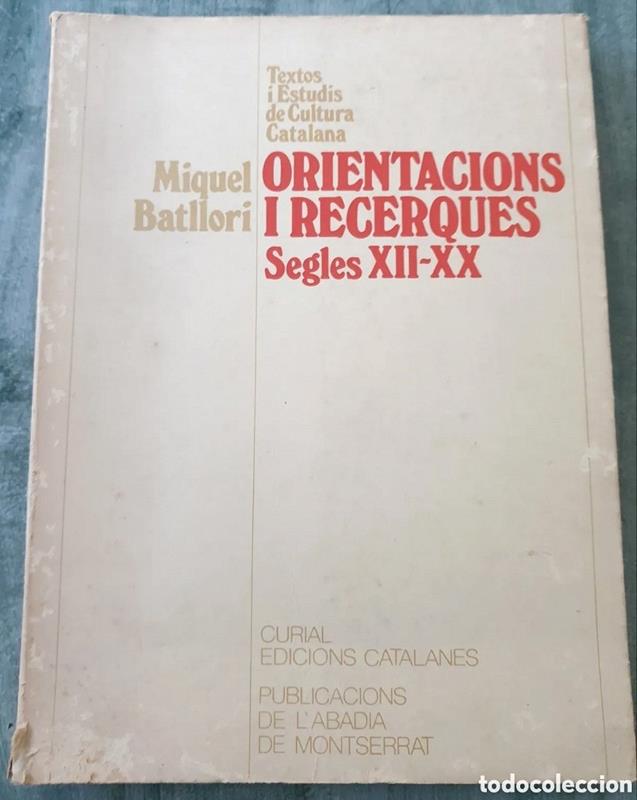 Textos
i Estudis
de Cultura
Catalana
Miquel
Batllori
ORIENTACIONS
I RECERQUES
Segles XII-XX
CURIAL
EDICIONS CATALANES
PUBLICACIONS
DE L'ABADIA
DE MONTSERRAT
todocoleccion